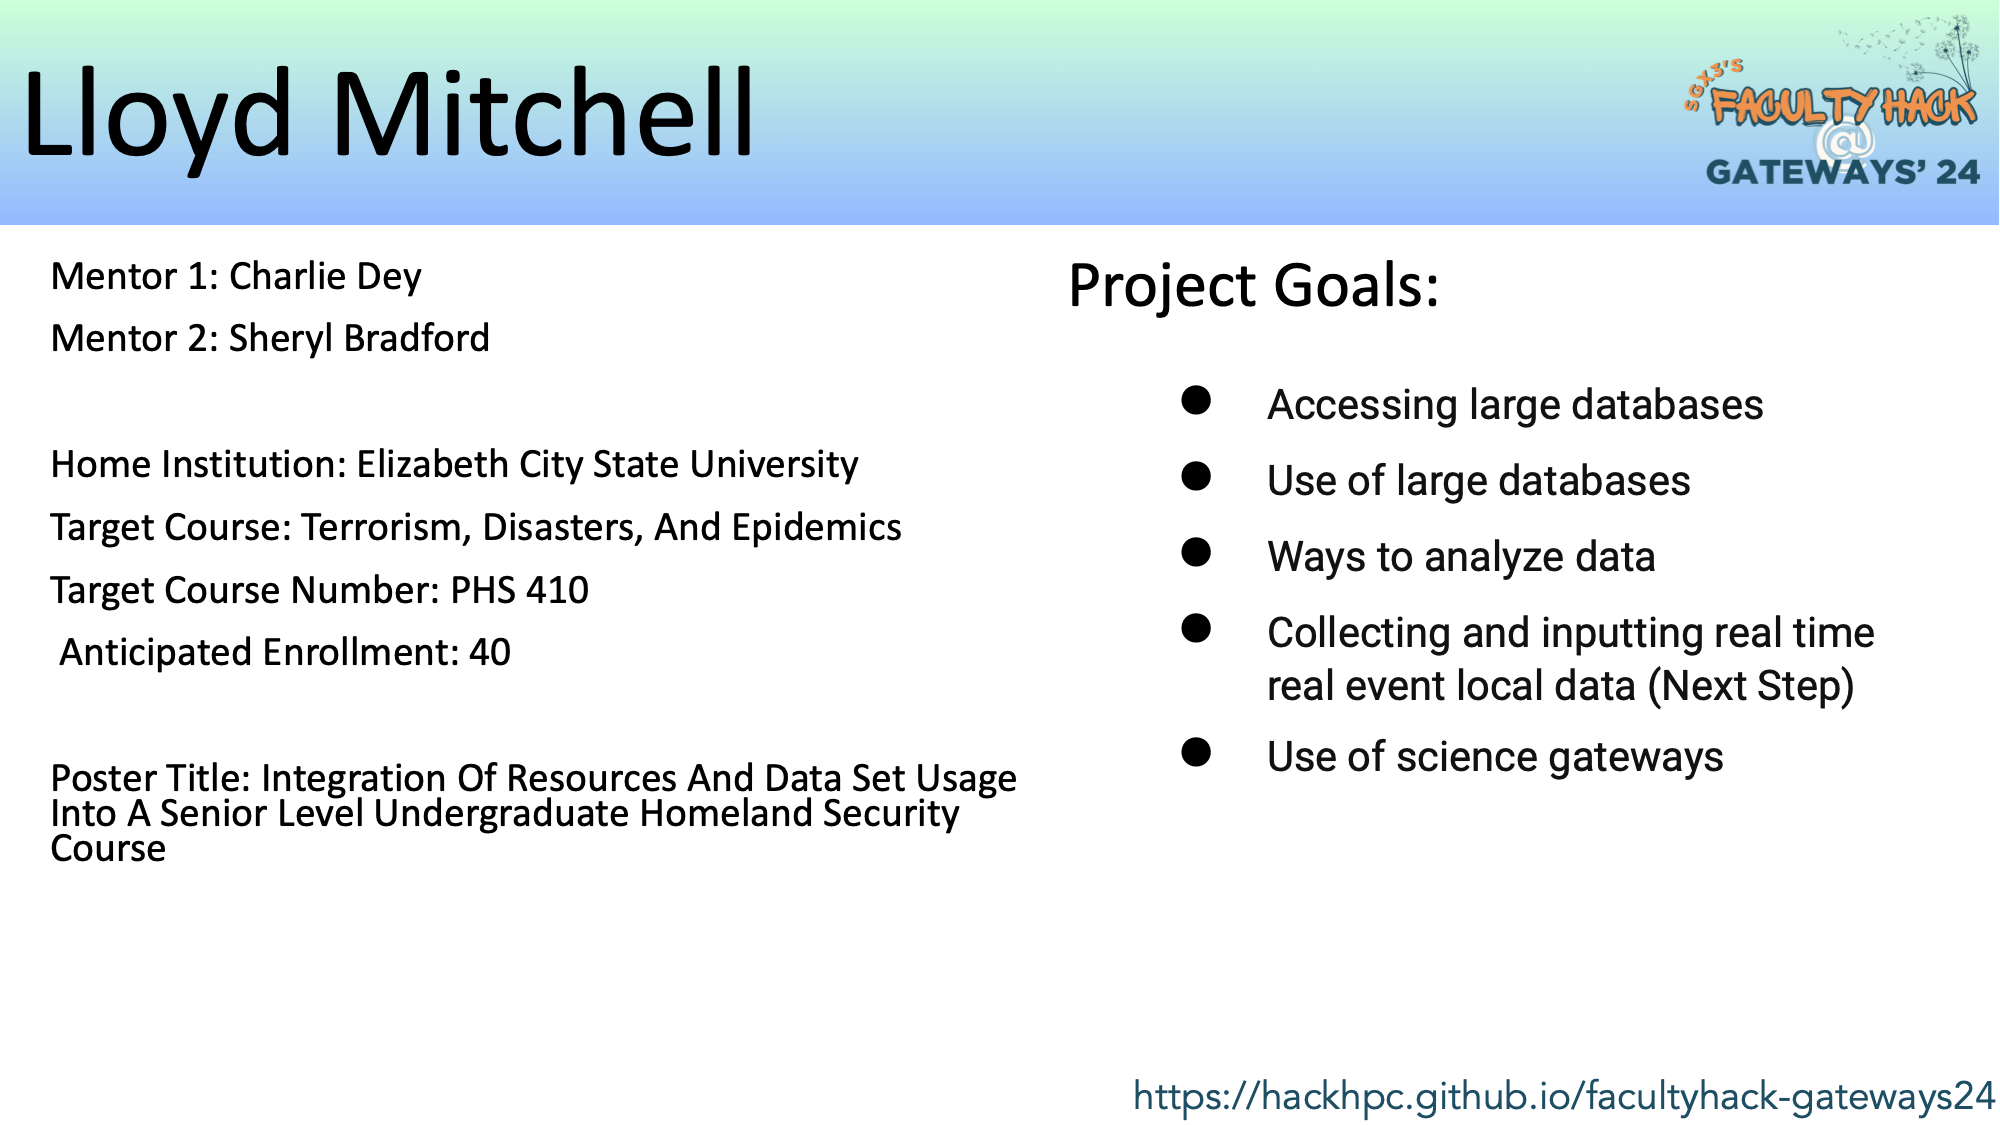 Lloyd Mitchell
SGX3'S
FACULTY HACK
@
GATEWAYS' 24
Mentor 1: Charlie Dey
Mentor 2: Sheryl Bradford
Home Institution: Elizabeth City State University
Target Course: Terrorism, Disasters, And Epidemics
Target Course Number: PHS 410
Anticipated Enrollment: 40
Poster Title: Integration Of Resources And Data Set Usage
Into A Senior Level Undergraduate Homeland Security
Course
Project Goals:
● Accessing large databases
● Use of large databases
● Ways to analyze data
● Collecting and inputting real time
real event local data (Next Step)
● Use of science gateways
https://hackhpc.github.io/facultyhack-gateways24